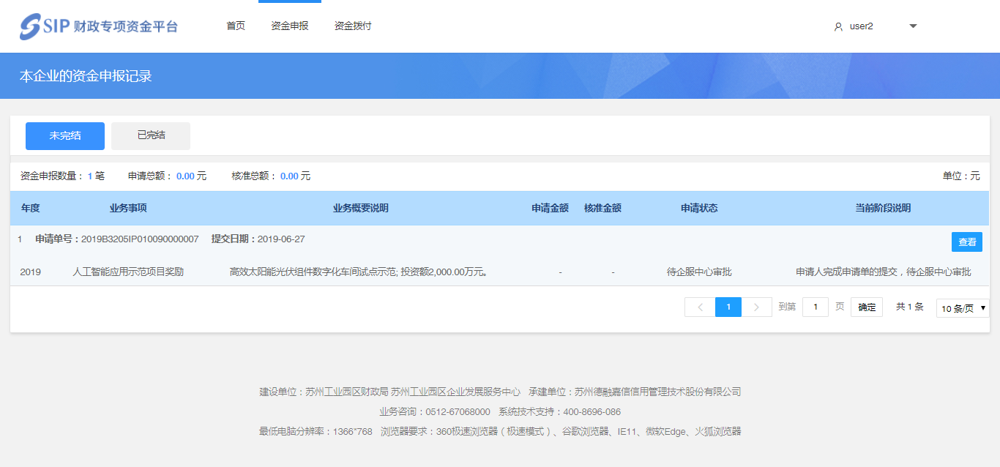 SIP 财政专项资金平台 首页 资金申报 资金拨付 user2
本企业的资金申报记录
未完结 已完结
资金申报数量： 1 笔 申请总额： 0.00 元 核准总额： 0.00 元 单位：元
年度 业务事项 业务概要说明 申请金额 核准金额 申请状态 当前阶段说明
1 申请单号：2019B3205IP010090000007 提交日期：2019-06-27 查看
2019 人工智能应用示范项目奖励 高效太阳能光伏组件数字化车间试点示范; 投资额2,000.00万元。 - - 待企服中心审批 申请人完成申请单的提交，待企服中心审批
1 到第 1 页 确定 共 1 条 10 条/页
建设单位：苏州工业园区财政局 苏州工业园区企业发展服务中心 承建单位：苏州德融嘉信信用管理技术股份有限公司
业务咨询：0512-67068000 系统技术支持：400-8696-086
最低电脑分辨率：1366*768 浏览器要求：360极速浏览器（极速模式）、谷歌浏览器、IE11、微软Edge、火狐浏览器